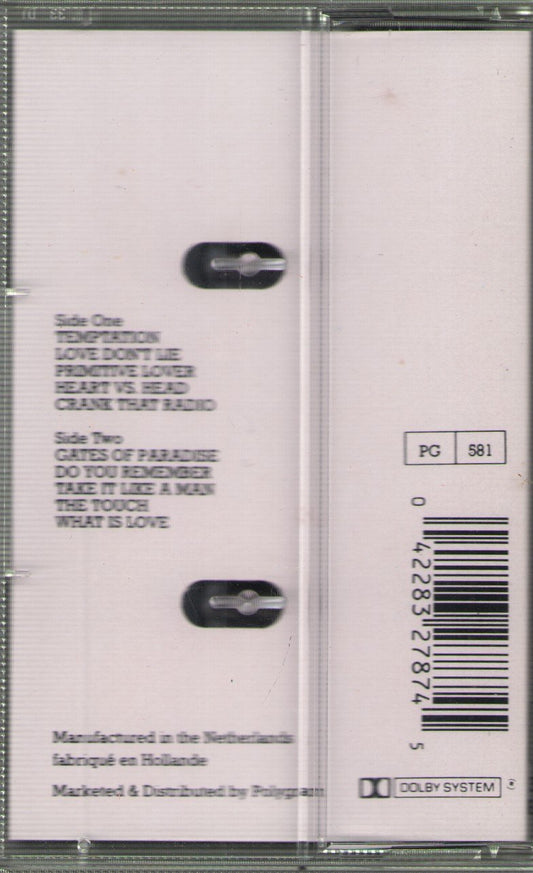 Side One
TEMPTATION
LOVE DON'T LIE
PRIMITIVE LOVER
HEART VS. HEAD
CRANK THAT RADIO
Side Two
GATES OF PARADISE
DO YOU REMEMBER
TAKE IT LIKE A MAN
THE TOUCH
WHAT IS LOVE
Manufactured in the Netherlands
fabriqué en Hollande
Marketed & Distributed by Polygram
PG 581
0 42283 27874 5
DOLBY SYSTEM ®